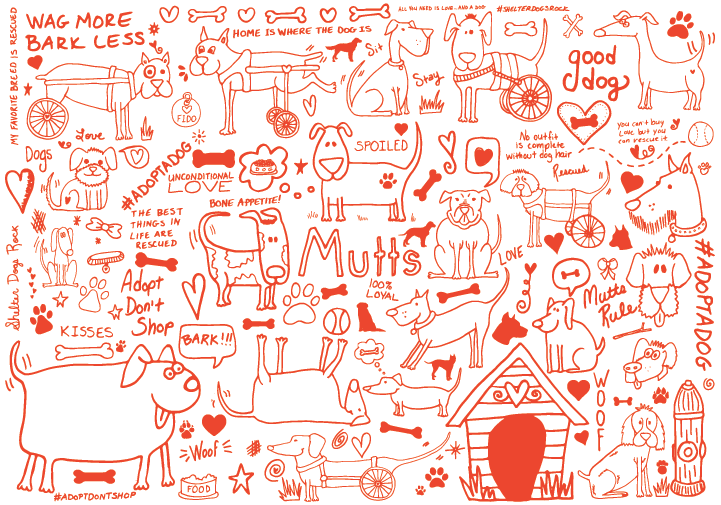 WAG MORE
BARK LESS
MY FAVORITE BREED IS RESCUED
HOME IS WHERE THE DOG IS
ALL YOU NEED IS LOVE...AND A DOG
#SHELTERDOGSROCK
Sit
Stay
good
dog
FIDO
Love
Dogs
#ADOPTADOG
UNCONDITIONAL
LOVE
SPOILED
No outfit
is complete
without dog hair
you can't buy
love but you
can rescue it
Rescued
BONE APPETITE!
THE BEST
THINGS IN
LIFE ARE
RESCUED
Mutts
LOVE
Shelter Dogs Rock
Adopt
Don't
Shop
100%
LOYAL
Mutts
Rule
#ADOPTADOG
KISSES
BARK!!!
WOOF
Woof
FOOD
#ADOPTDONTSHOP